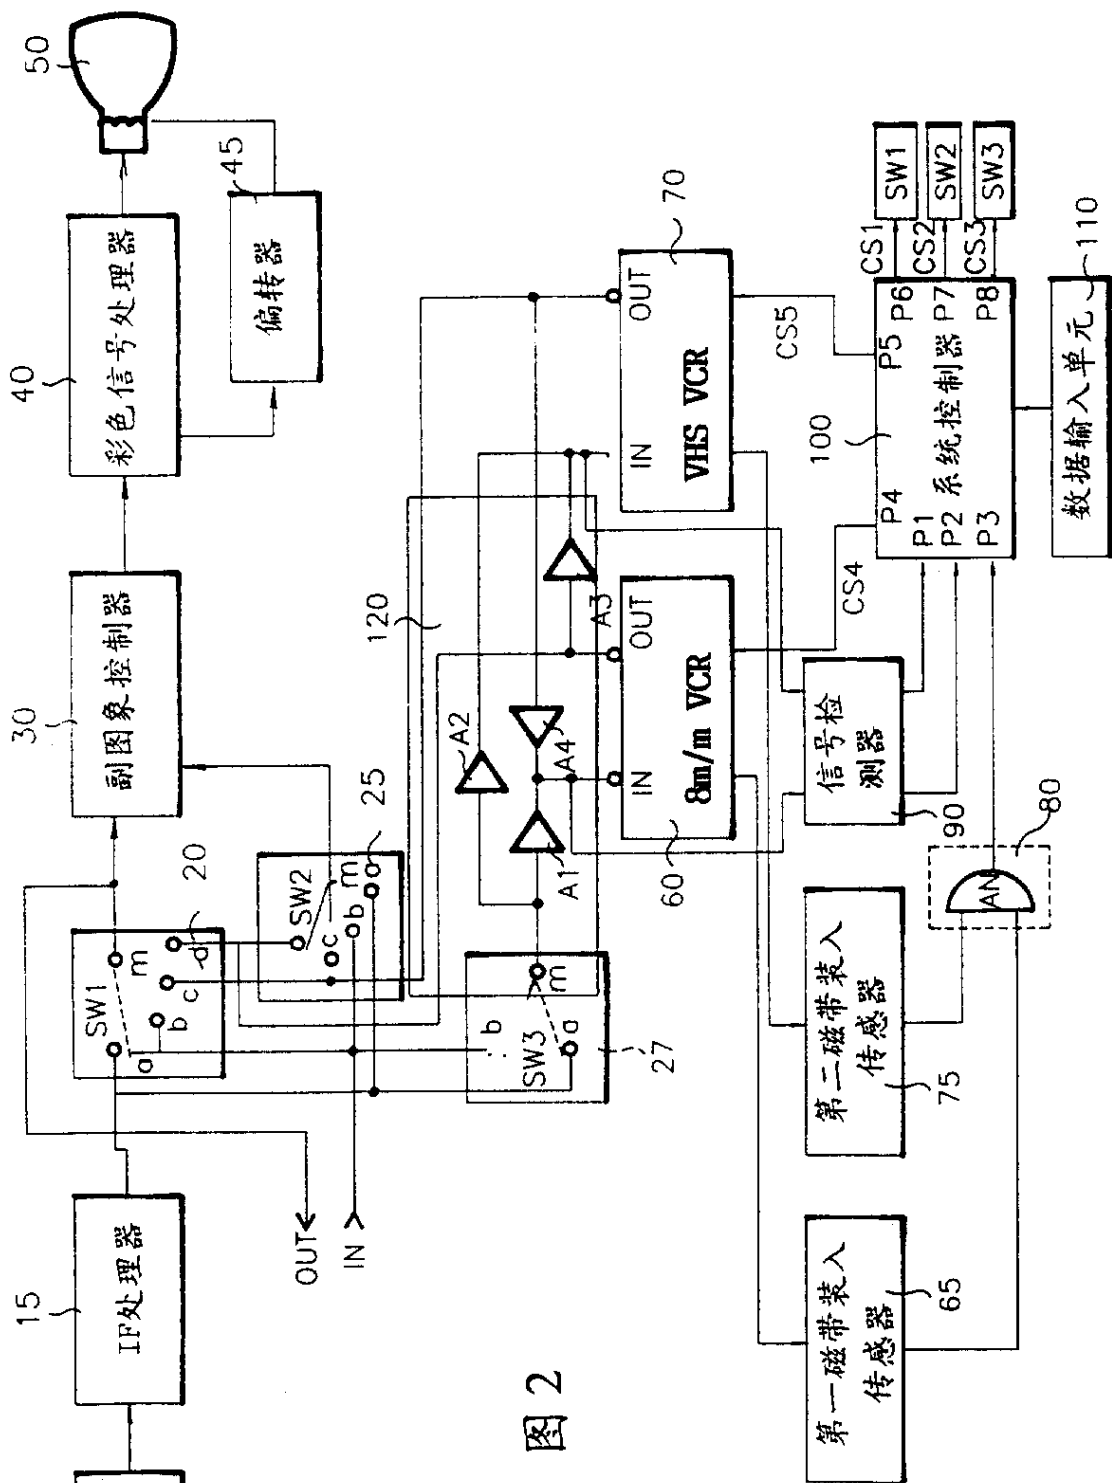 15
IF处理器
OUT
IN
SW1
a
b
c
d
m
20
SW2
c
b
m
a
25
SW3
b
a
m
27
30
副图象控制器
40
彩色信号处理器
45
偏转器
50
120
A1
A2
A3
A4
60
IN
OUT
8m/m VCR
70
IN
OUT
VHS VCR
CS4
CS5
65
第一磁带装入
传感器
75
第二磁带装入
传感器
80
AN
90
信号检
测器
100
系统控制器
P1
P2
P3
P4
P5
P6
P7
P8
CS1
CS2
CS3
SW1
SW2
SW3
110
数据输入单元
图 2